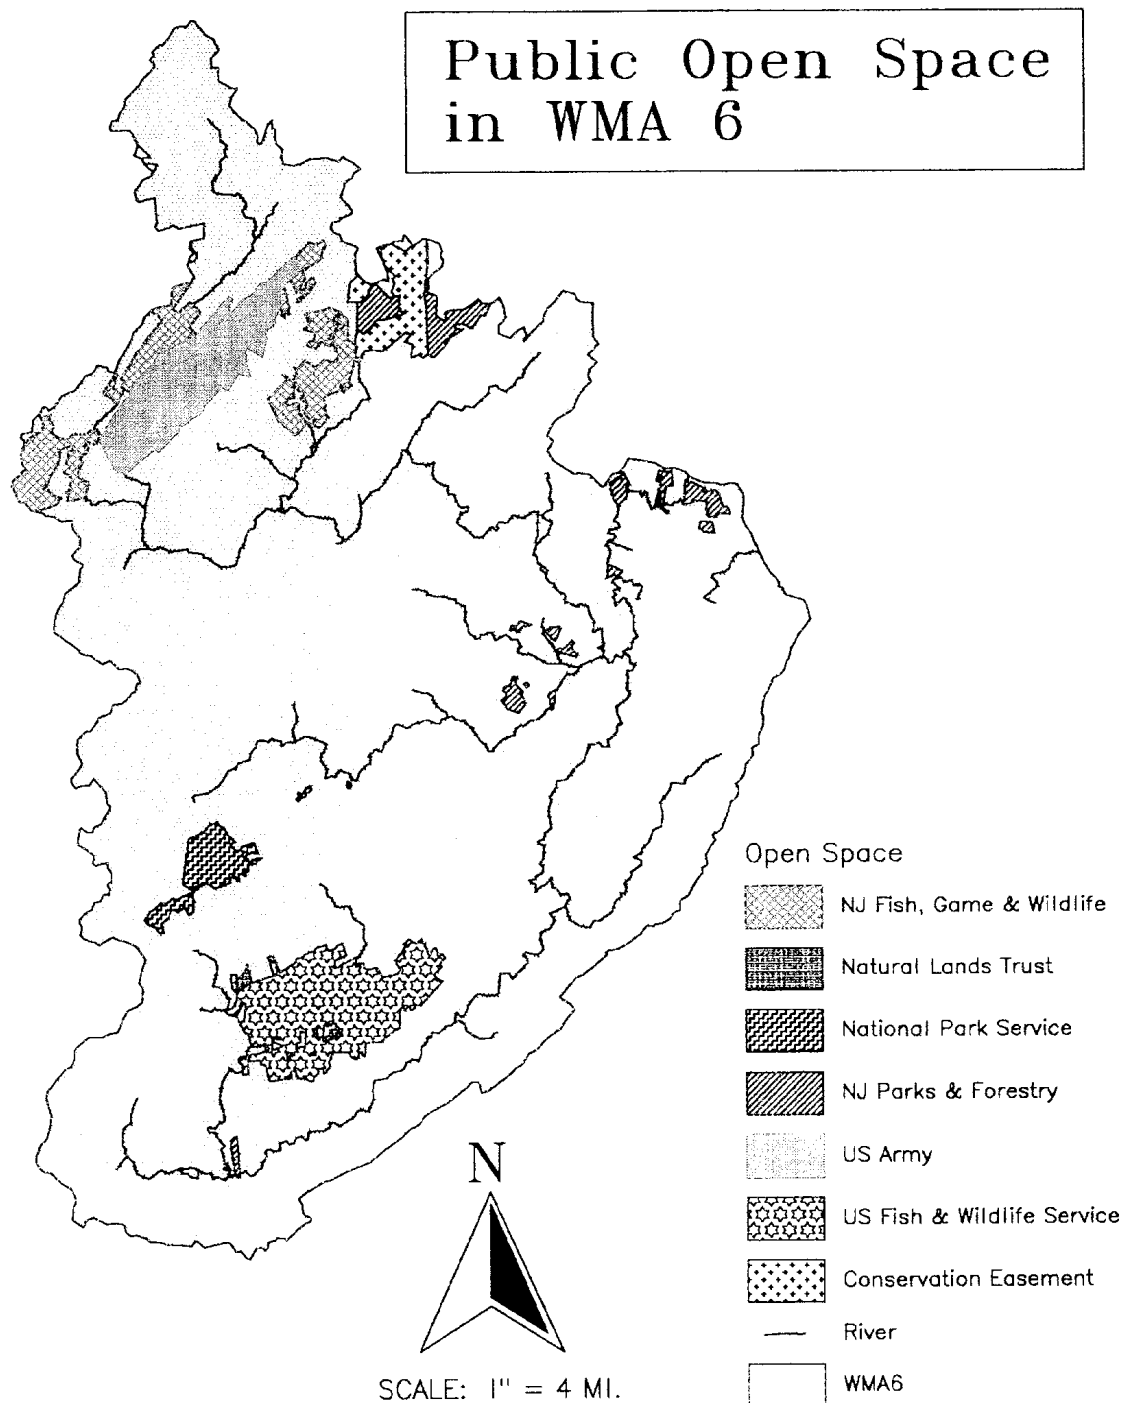 Public Open Space
in WMA 6
Open Space
NJ Fish, Game & Wildlife
Natural Lands Trust
National Park Service
NJ Parks & Forestry
US Army
US Fish & Wildlife Service
Conservation Easement
River
WMA6
N
SCALE: 1" = 4 MI.